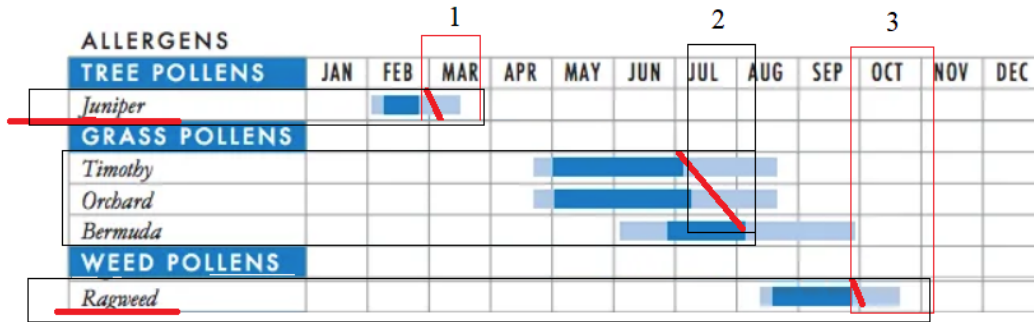 1 2 3
ALLERGENS
TREE POLLENS JAN FEB MAR APR MAY JUN JUL AUG SEP OCT NOV DEC
Juniper
GRASS POLLENS
Timothy
Orchard
Bermuda
WEED POLLENS
Ragweed